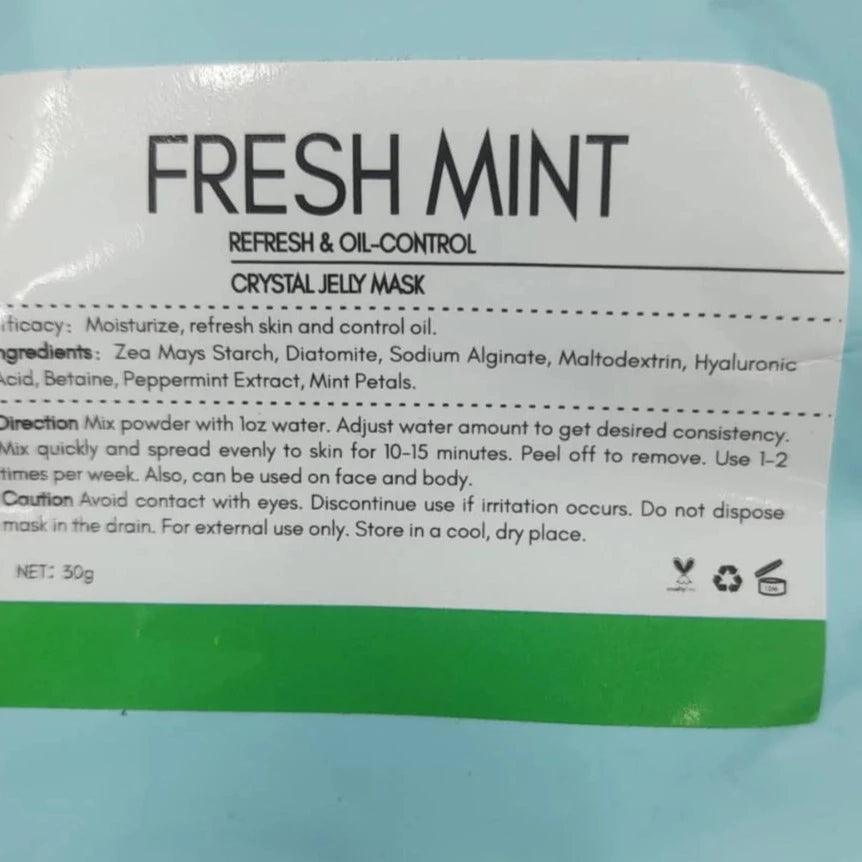 FRESH MINT
REFRESH & OIL-CONTROL
CRYSTAL JELLY MASK
fficacy: Moisturize, refresh skin and control oil.
ngredients: Zea Mays Starch, Diatomite, Sodium Alginate, Maltodextrin, Hyaluronic
Acid, Betaine, Peppermint Extract, Mint Petals.
Direction Mix powder with 1oz water. Adjust water amount to get desired consistency.
Mix quickly and spread evenly to skin for 10-15 minutes. Peel off to remove. Use 1-2
times per week. Also, can be used on face and body.
Caution Avoid contact with eyes. Discontinue use if irritation occurs. Do not dispose
mask in the drain. For external use only. Store in a cool, dry place.
NET: 30g